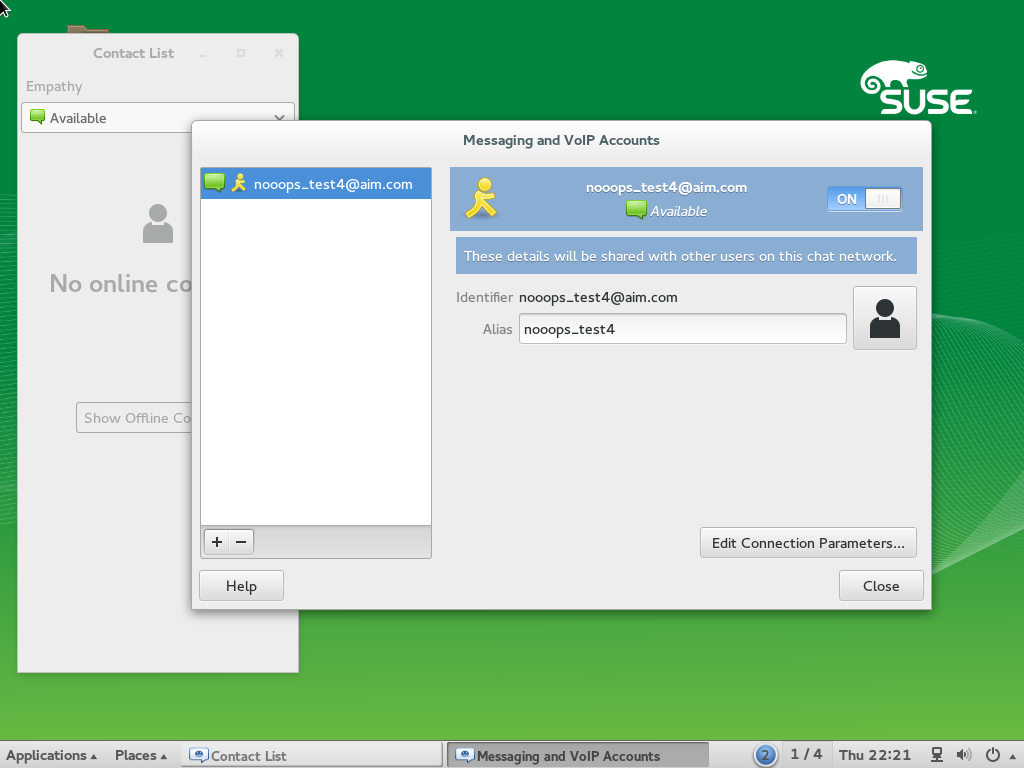 Contact List
Empathy
Available
No online co
Show Offline Co
SUSE
Messaging and VoIP Accounts
nooops_test4@aim.com
nooops_test4@aim.com
Available
ON
These details will be shared with other users on this chat network.
Identifier nooops_test4@aim.com
Alias nooops_test4
+ −
Edit Connection Parameters...
Help
Close
Applications Places Contact List Messaging and VoIP Accounts 2 1 / 4 Thu 22:21